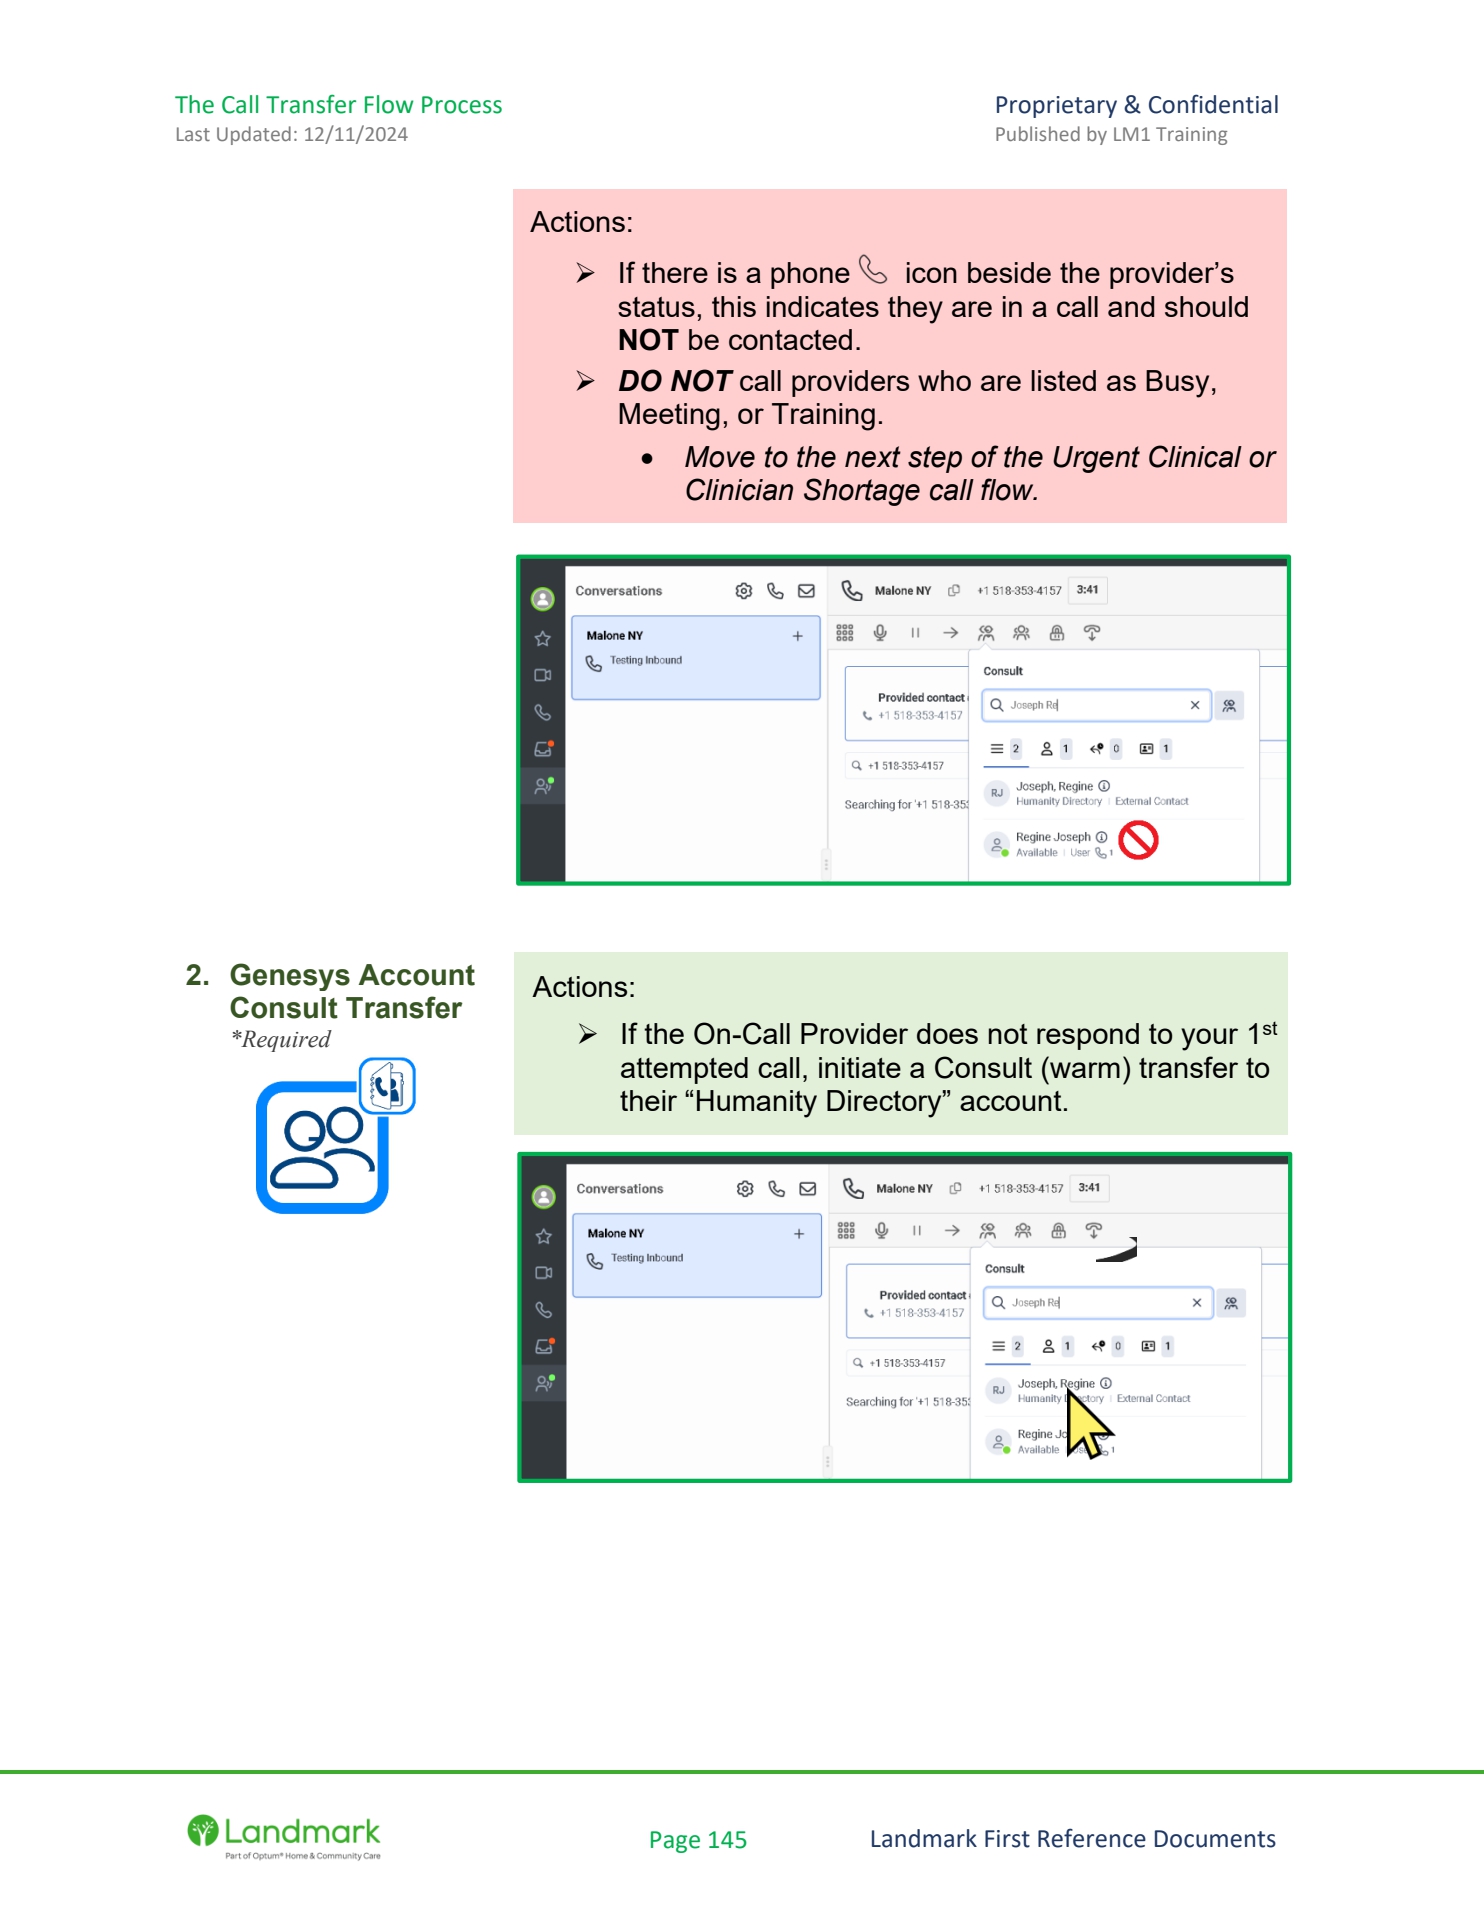 The Call Transfer Flow Process
Proprietary & Confidential
Last Updated: 12/11/2024
Published by LM1 Training
Actions:
➢ If there is a phone icon beside the provider’s
status, this indicates they are in a call and should
NOT be contacted.
➢ DO NOT call providers who are listed as Busy,
Meeting, or Training.
• Move to the next step of the Urgent Clinical or
Clinician Shortage call flow.
Conversations
Malone NY +1 518-353-4157 3:41
Malone NY
Testing Inbound
Consult
Provided contact
+1 518-353-4157
Joseph Re
2 1 0 1
+1 518-353-4157
Joseph, Regine
Humanity Directory | External Contact
Searching for '+1 518-35
RJ
Regine Joseph
Available | User 1
2. Genesys Account
Consult Transfer
*Required
Actions:
➢ If the On-Call Provider does not respond to your 1st
attempted call, initiate a Consult (warm) transfer to
their “Humanity Directory” account.
Conversations
Malone NY +1 518-353-4157 3:41
Malone NY
Testing Inbound
Consult
Provided contact
+1 518-353-4157
Joseph Re
2 1 0 1
+1 518-353-4157
Joseph, Regine
Humanity Directory | External Contact
Searching for '+1 518-35
RJ
Regine Jo
Available 1
Landmark
Part of Optum® Home & Community Care
Page 145
Landmark First Reference Documents